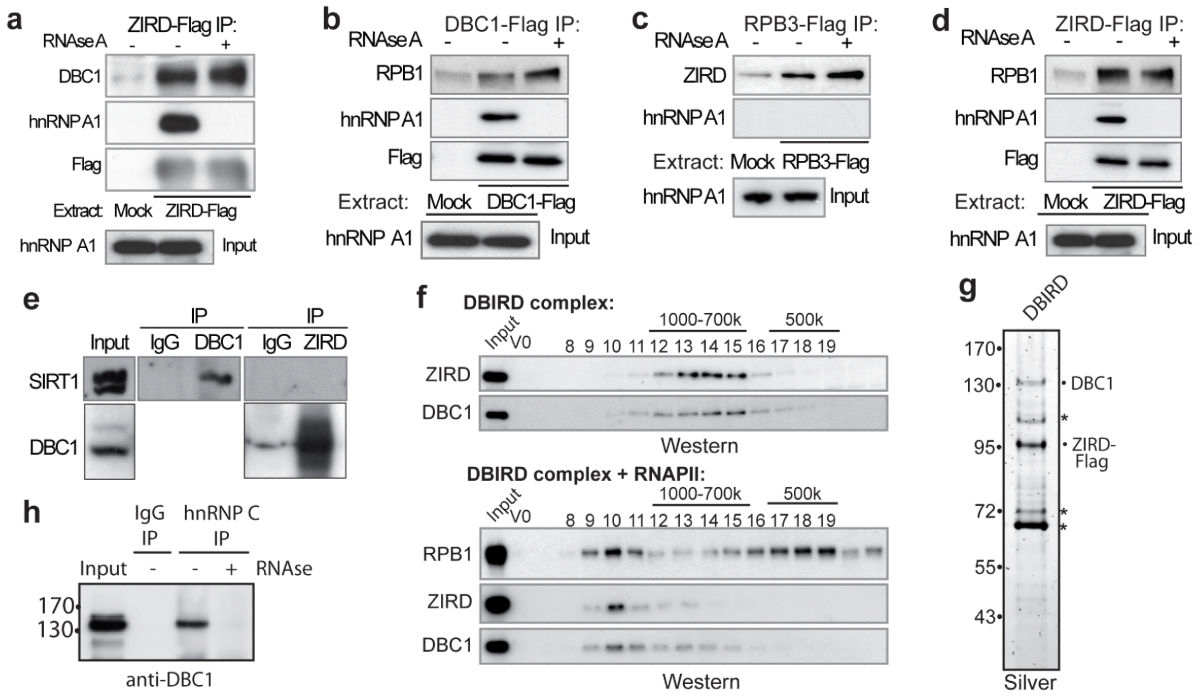 a
ZIRD-Flag IP:
RNAse A - - +
DBC1
hnRNP A1
Flag
Extract: Mock ZIRD-Flag
hnRNP A1 Input
b
DBC1-Flag IP:
RNAse A - - +
RPB1
hnRNP A1
Flag
Extract: Mock DBC1-Flag
hnRNP A1 Input
c
RPB3-Flag IP:
RNAse A - - +
ZIRD
hnRNP A1
Extract: Mock RPB3-Flag
hnRNP A1 Input
d
ZIRD-Flag IP:
RNAse A - - +
RPB1
hnRNP A1
Flag
Extract: Mock ZIRD-Flag
hnRNP A1 Input
e
IP IP
Input IgG DBC1 IgG ZIRD
SIRT1
DBC1
f
DBIRD complex:
1000-700k 500k
Input V0 8 9 10 11 12 13 14 15 16 17 18 19
ZIRD
DBC1
Western
DBIRD complex + RNAPII:
1000-700k 500k
Input V0 8 9 10 11 12 13 14 15 16 17 18 19
RPB1
ZIRD
DBC1
Western
g
DBIRD
170
130 DBC1
*
95 ZIRD-
Flag
72 *
*
55
43
Silver
h
IgG hnRNP C
IP IP
Input - - + RNAse
170
130
anti-DBC1